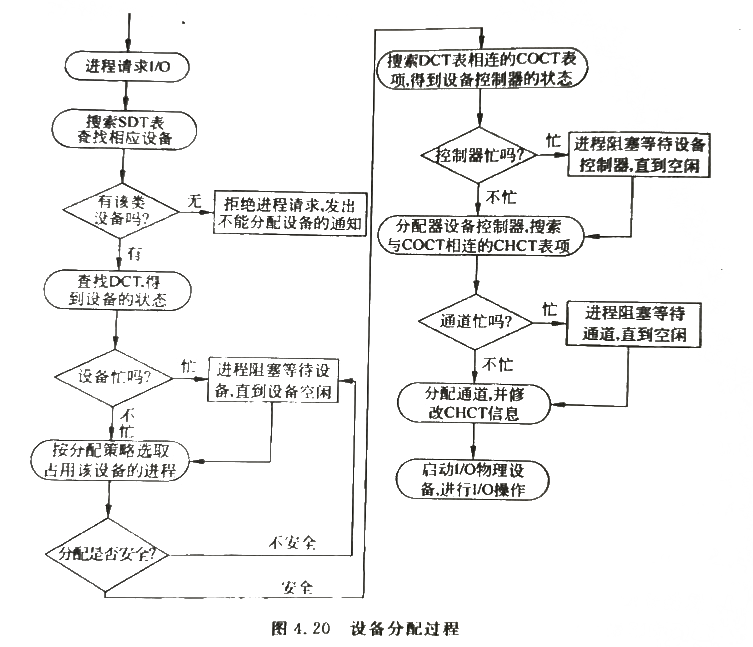 进程请求I/O
搜索SDT表
查找相应设备
有该类
设备吗?
无
拒绝进程请求,发出
不能分配设备的通知
有
查找DCT,得
到设备的状态
设备忙吗?
忙
进程阻塞等待设
备,直到设备空闲
不
忙
按分配策略选取
占用该设备的进程
分配是否安全?
不安全
安全
搜索DCT表相连的COCT表
项,得到设备控制器的状态
控制器忙吗?
忙
进程阻塞等待设备
控制器,直到空闲
不忙
分配器设备控制器,搜索
与COCT相连的CHCT表项
通道忙吗?
忙
进程阻塞等待
通道,直到空闲
不忙
分配通道,并修
改CHCT信息
启动I/O物理设
备,进行I/O操作
图 4.20 设备分配过程